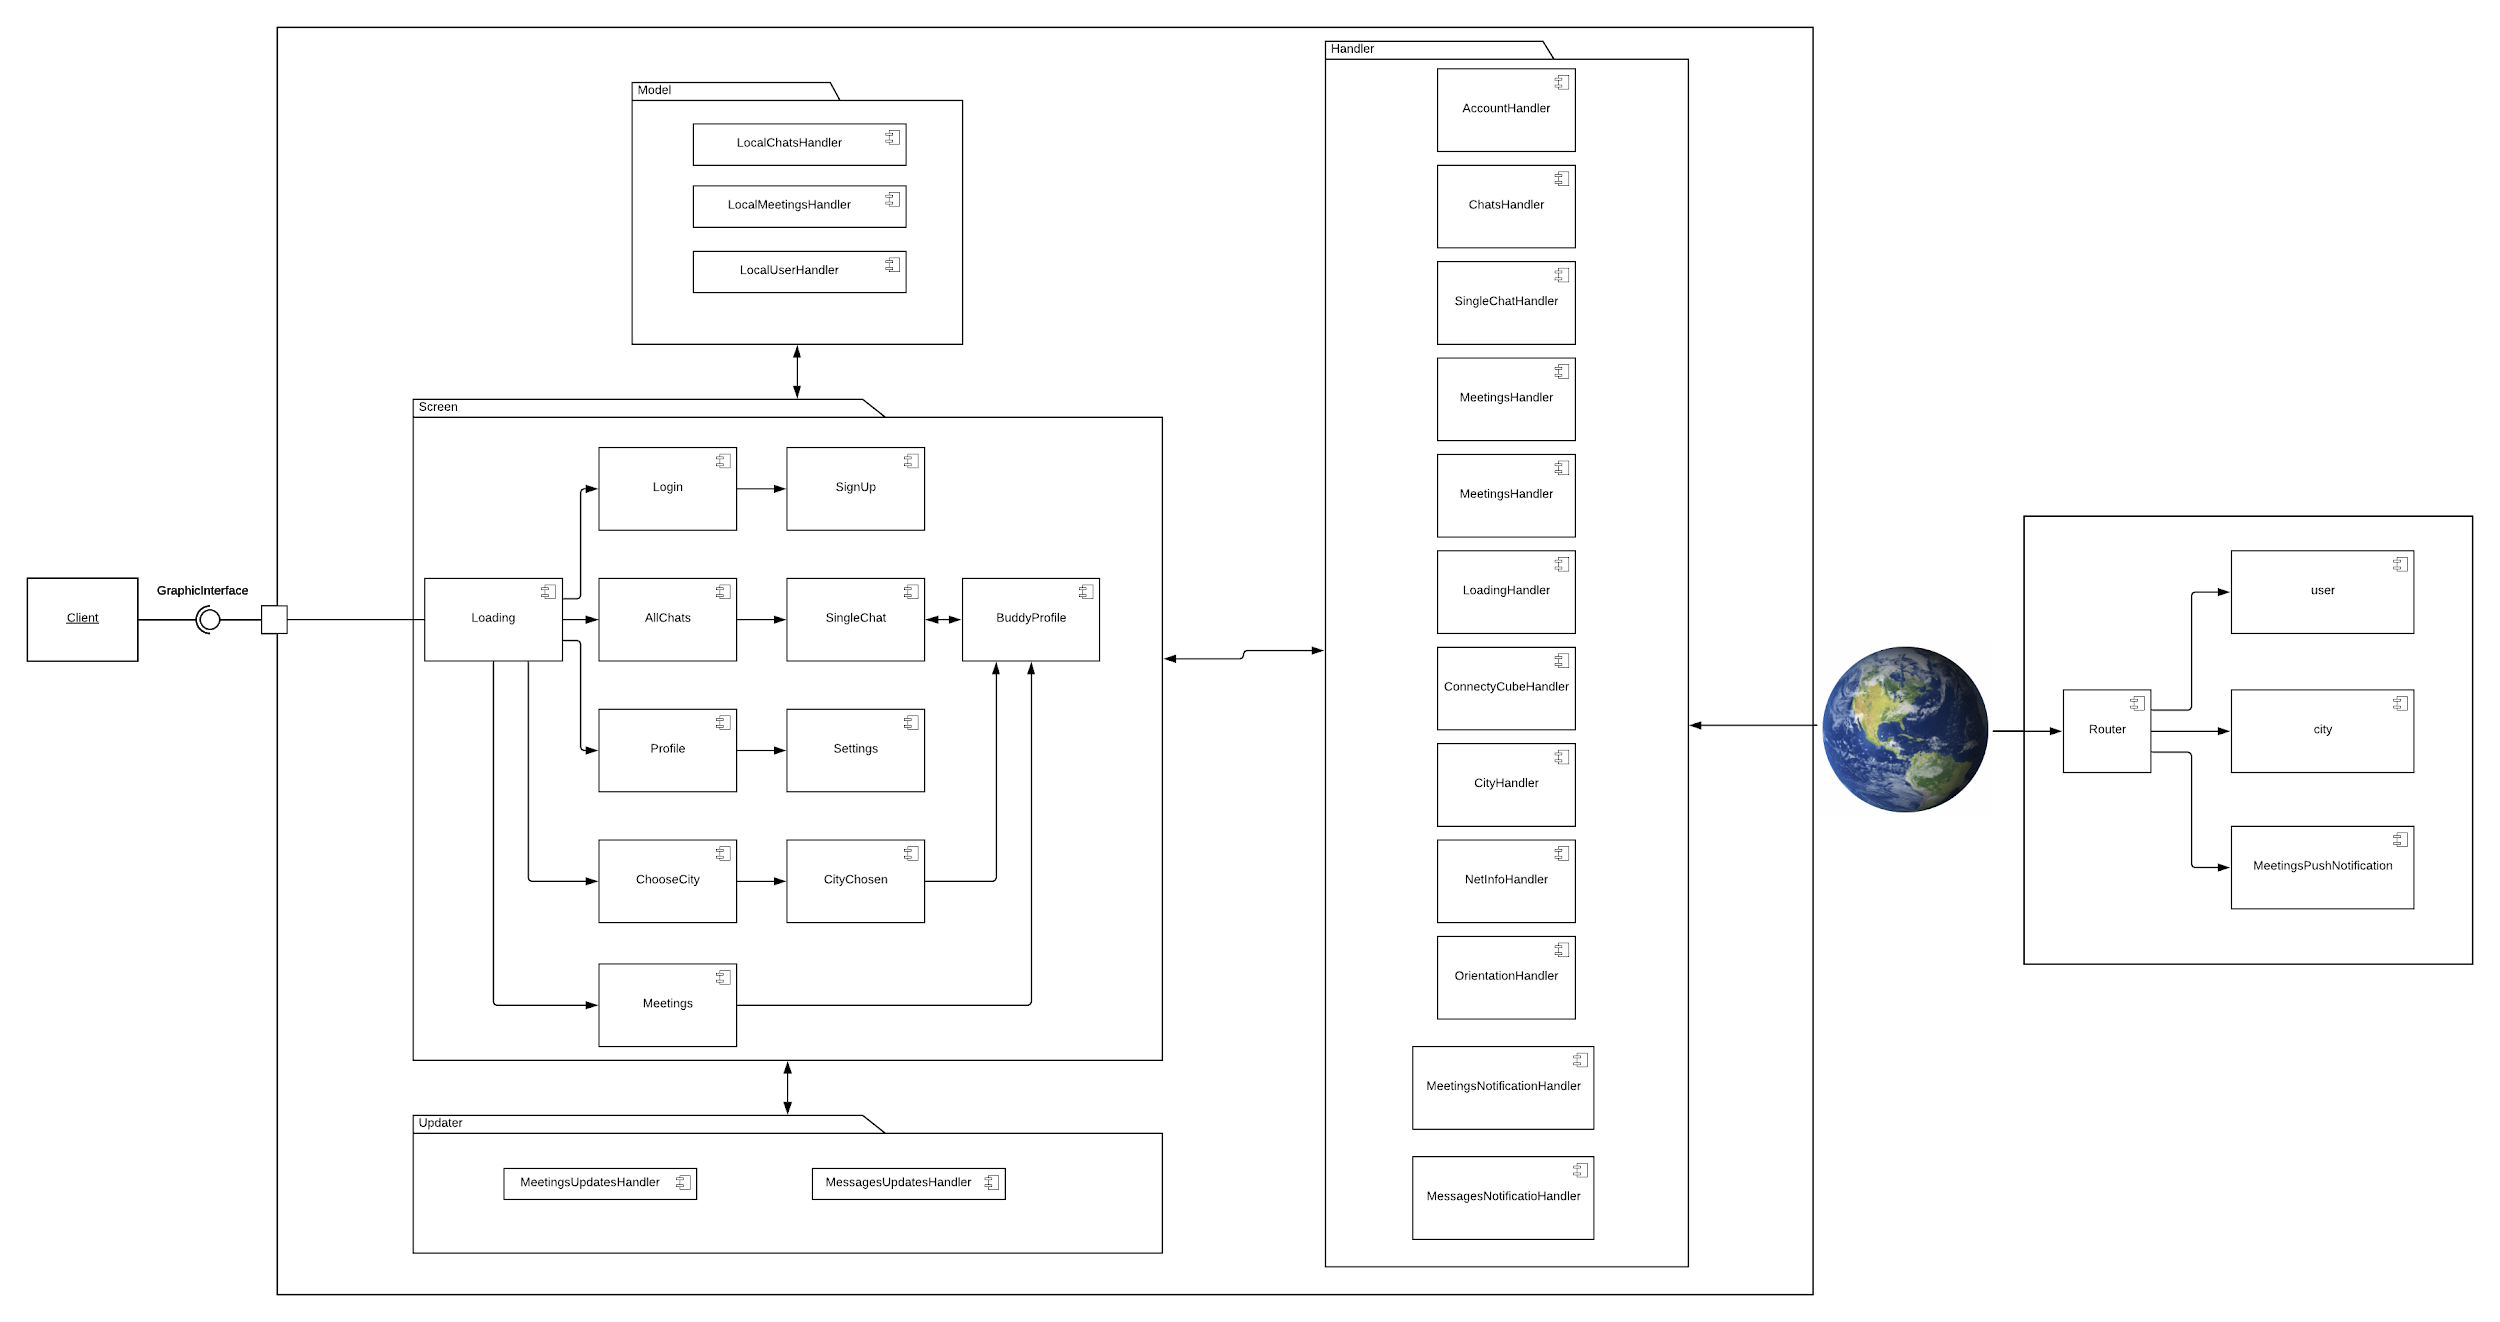 Handler
Model
AccountHandler
LocalChatsHandler
LocalMeetingsHandler
ChatsHandler
LocalUserHandler
SingleChatHandler
MeetingsHandler
Screen
Login
SignUp
MeetingsHandler
GraphicInterface
LoadingHandler
user
Client
Loading
AllChats
SingleChat
BuddyProfile
ConnectyCubeHandler
Router
city
Profile
Settings
CityHandler
MeetingsPushNotification
ChooseCity
CityChosen
NetInfoHandler
OrientationHandler
Meetings
MeetingsNotificationHandler
Updater
MeetingsUpdatesHandler
MessagesUpdatesHandler
MessagesNotificatioHandler